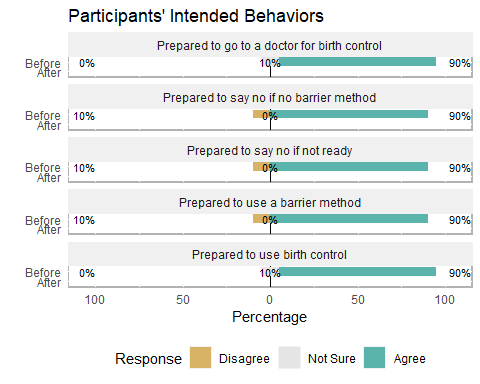 Participants' Intended Behaviors
Prepared to go to a doctor for birth control
Before 0% 10% 90%
After
Prepared to say no if no barrier method
Before 10% 0% 90%
After
Prepared to say no if not ready
Before 10% 0% 90%
After
Prepared to use a barrier method
Before 10% 0% 90%
After
Prepared to use birth control
Before 0% 10% 90%
After
100 50 0 50 100
Percentage
Response Disagree Not Sure Agree